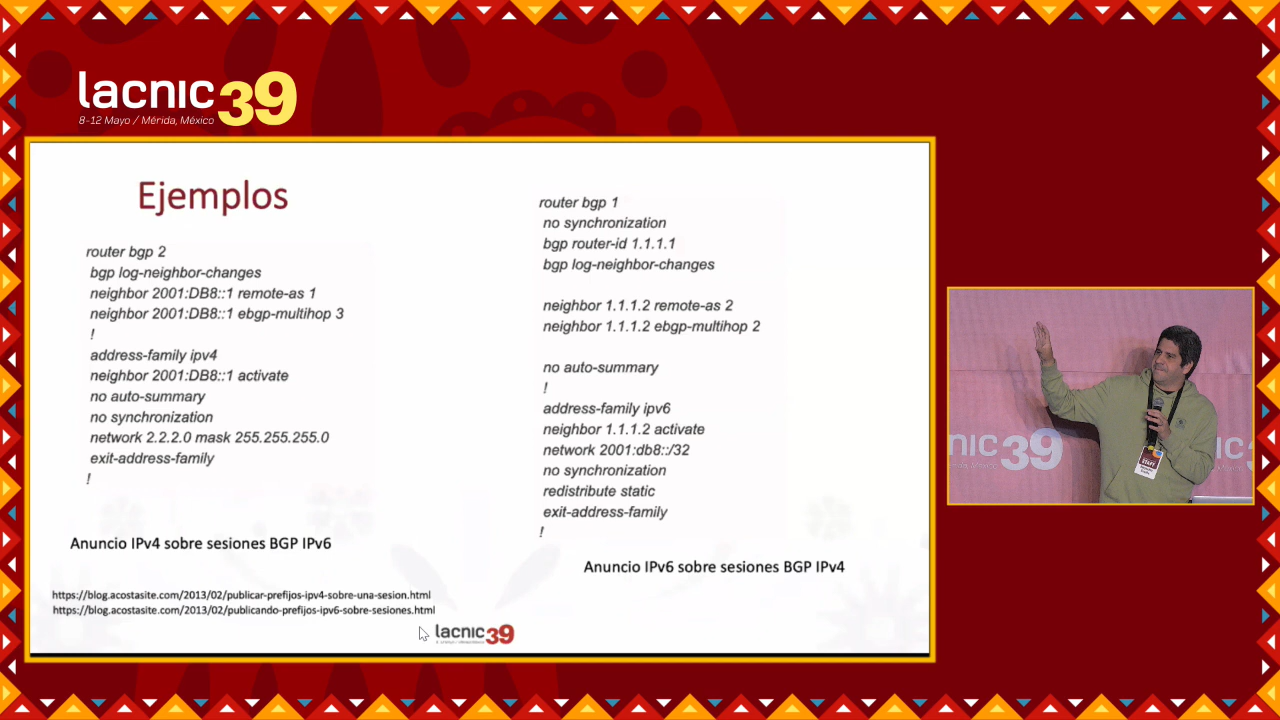 lacnic 39
8-12 Mayo / Mérida, México
Ejemplos
router bgp 2
bgp log-neighbor-changes
neighbor 2001:DB8::1 remote-as 1
neighbor 2001:DB8::1 ebgp-multihop 3
!
address-family ipv4
neighbor 2001:DB8::1 activate
no auto-summary
no synchronization
network 2.2.2.0 mask 255.255.255.0
exit-address-family
!
Anuncio IPv4 sobre sesiones BGP IPv6
router bgp 1
no synchronization
bgp router-id 1.1.1.1
bgp log-neighbor-changes
neighbor 1.1.1.2 remote-as 2
neighbor 1.1.1.2 ebgp-multihop 2
no auto-summary
!
address-family ipv6
neighbor 1.1.1.2 activate
network 2001:db8::/32
no synchronization
redistribute static
exit-address-family
!
Anuncio IPv6 sobre sesiones BGP IPv4
https://blog.acostasite.com/2013/02/publicar-prefijos-ipv4-sobre-una-sesion.html
https://blog.acostasite.com/2013/02/publicando-prefijos-ipv6-sobre-sesiones.html
lacnic 39
nic 39